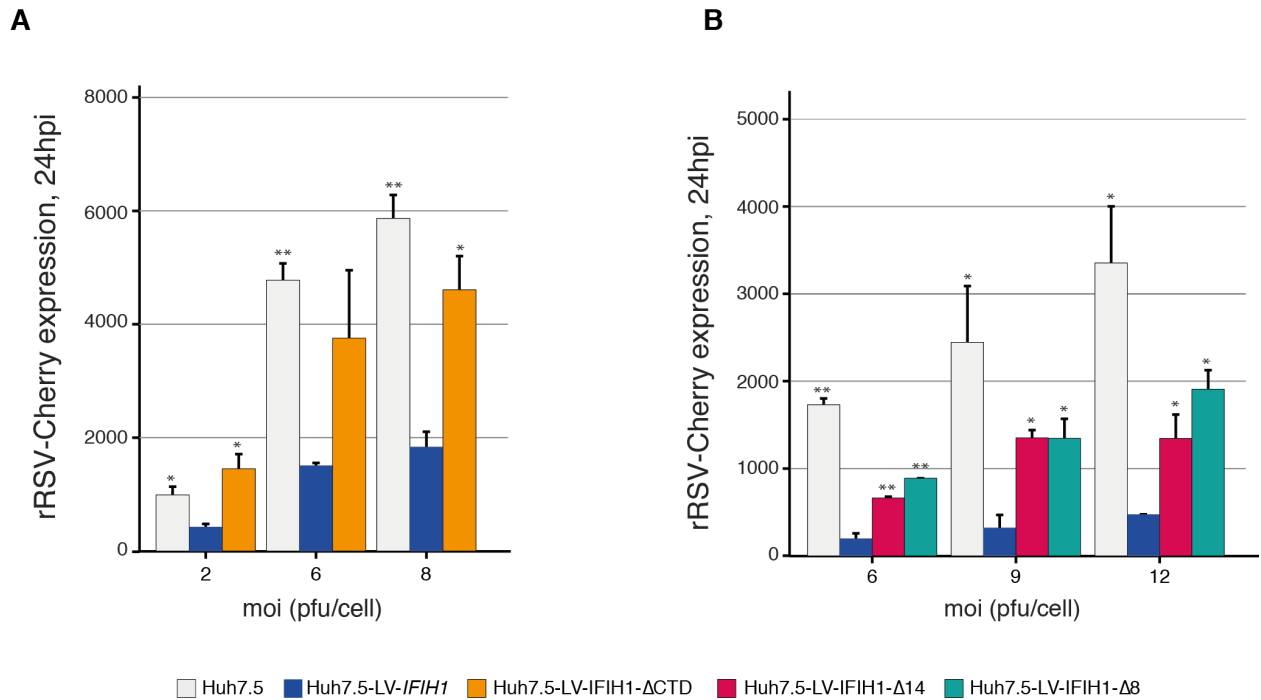 A
B
rRSV-Cherry expression, 24hpi
8000
6000
4000
2000
0
* * *
** 
** *
2 6 8
moi (pfu/cell)
rRSV-Cherry expression, 24hpi
5000
4000
3000
2000
1000
0
** ** **
* * *
* * *
6 9 12
moi (pfu/cell)
Huh7.5 Huh7.5-LV-IFIH1 Huh7.5-LV-IFIH1-ΔCTD Huh7.5-LV-IFIH1-Δ14 Huh7.5-LV-IFIH1-Δ8